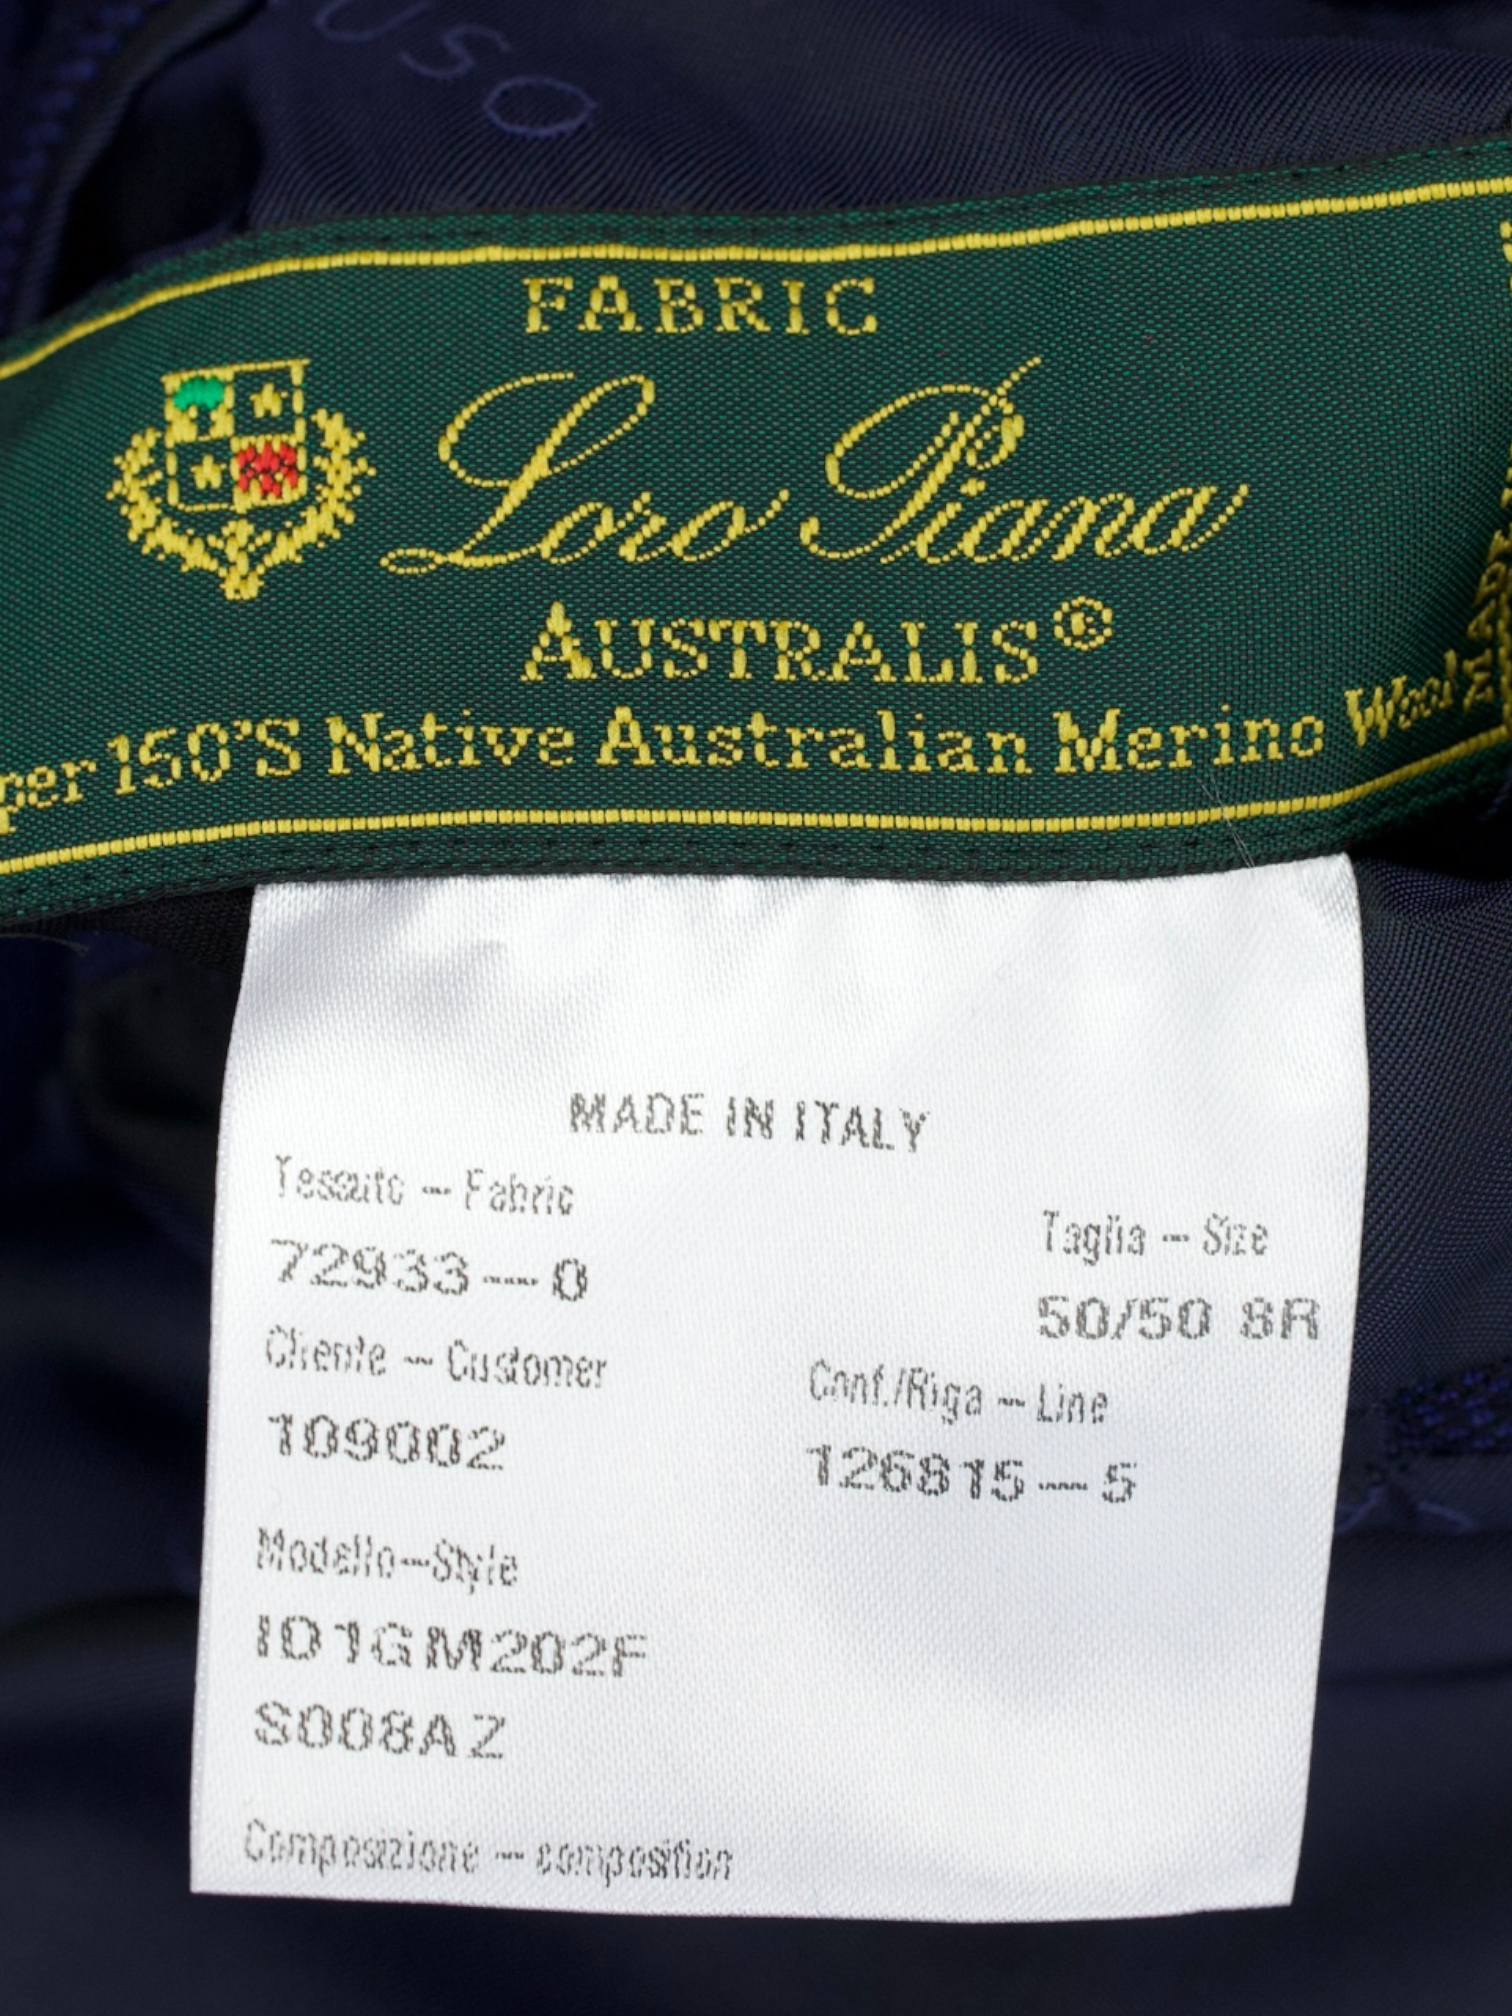 USO
FABRIC
Loro Piana
AUSTRALIS®
per 150'S Native Australian Merino Wool
MADE IN ITALY
Tessuto – Fabric
72933–0
Taglia – Size
50/50 8R
Cliente – Customer
109002
Conf./Riga – Line
126815–5
Modello–Style
ID1GM202F
S008AZ
Composizione – composition